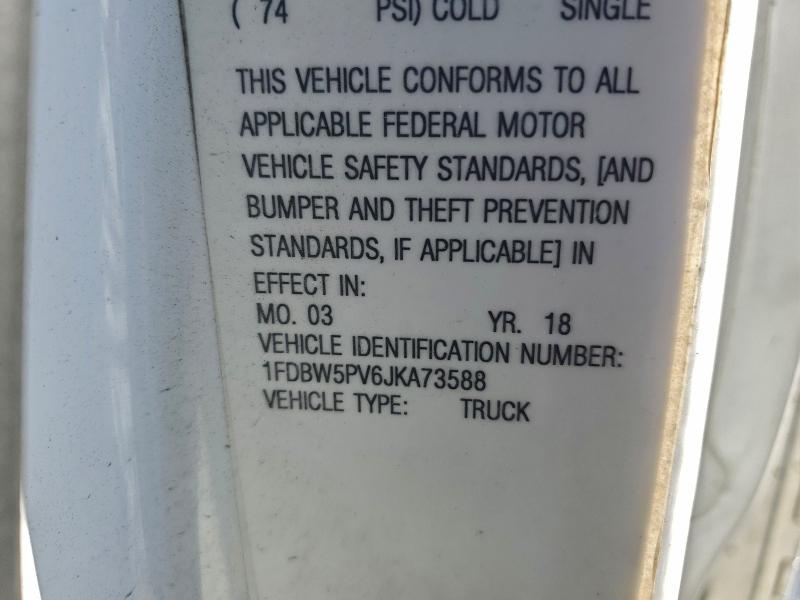 ( 74 PSI) COLD SINGLE
THIS VEHICLE CONFORMS TO ALL
APPLICABLE FEDERAL MOTOR
VEHICLE SAFETY STANDARDS, [AND
BUMPER AND THEFT PREVENTION
STANDARDS, IF APPLICABLE] IN
EFFECT IN:
MO. 03 YR. 18
VEHICLE IDENTIFICATION NUMBER:
1FDBW5PV6JKA73588
VEHICLE TYPE: TRUCK